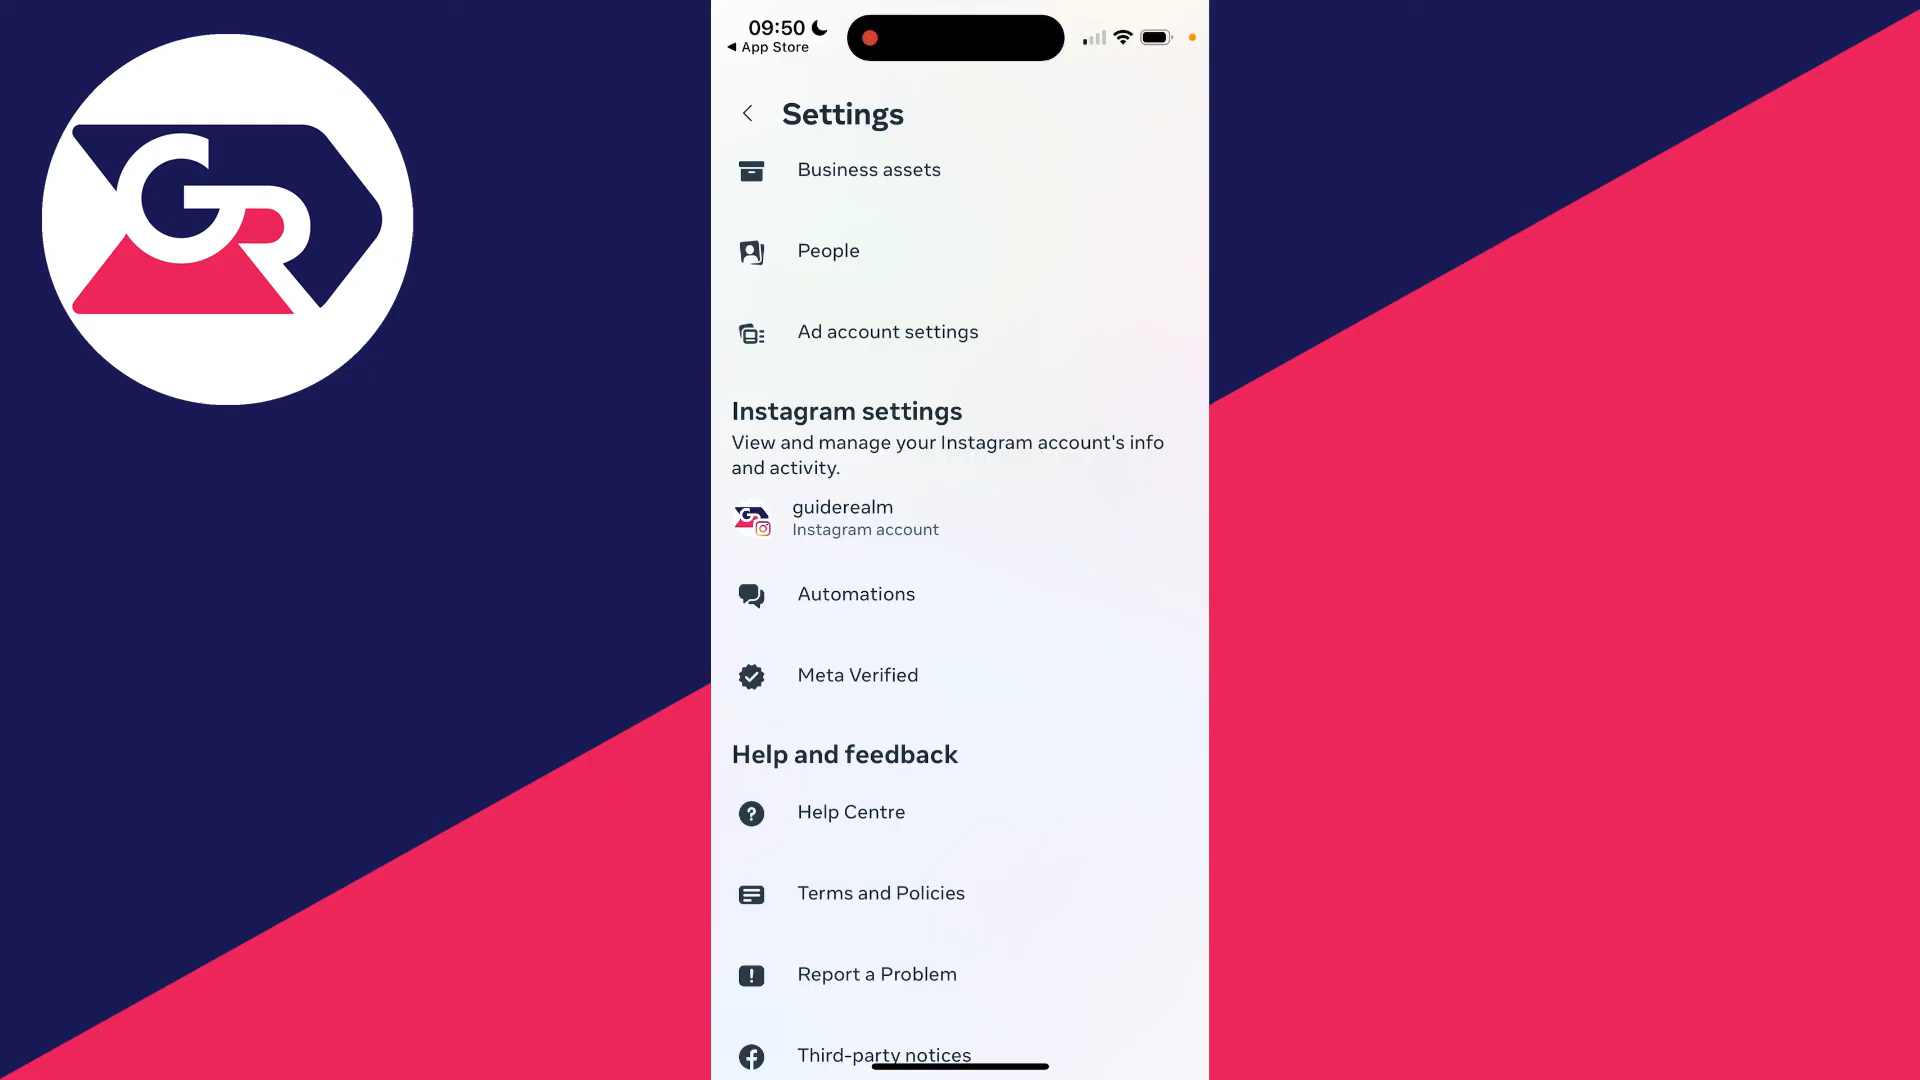 GR
09:50
App Store
Settings
Business assets
People
Ad account settings
Instagram settings
View and manage your Instagram account's info
and activity.
guiderealm
Instagram account
Automations
Meta Verified
Help and feedback
Help Centre
Terms and Policies
Report a Problem
Third-party notices